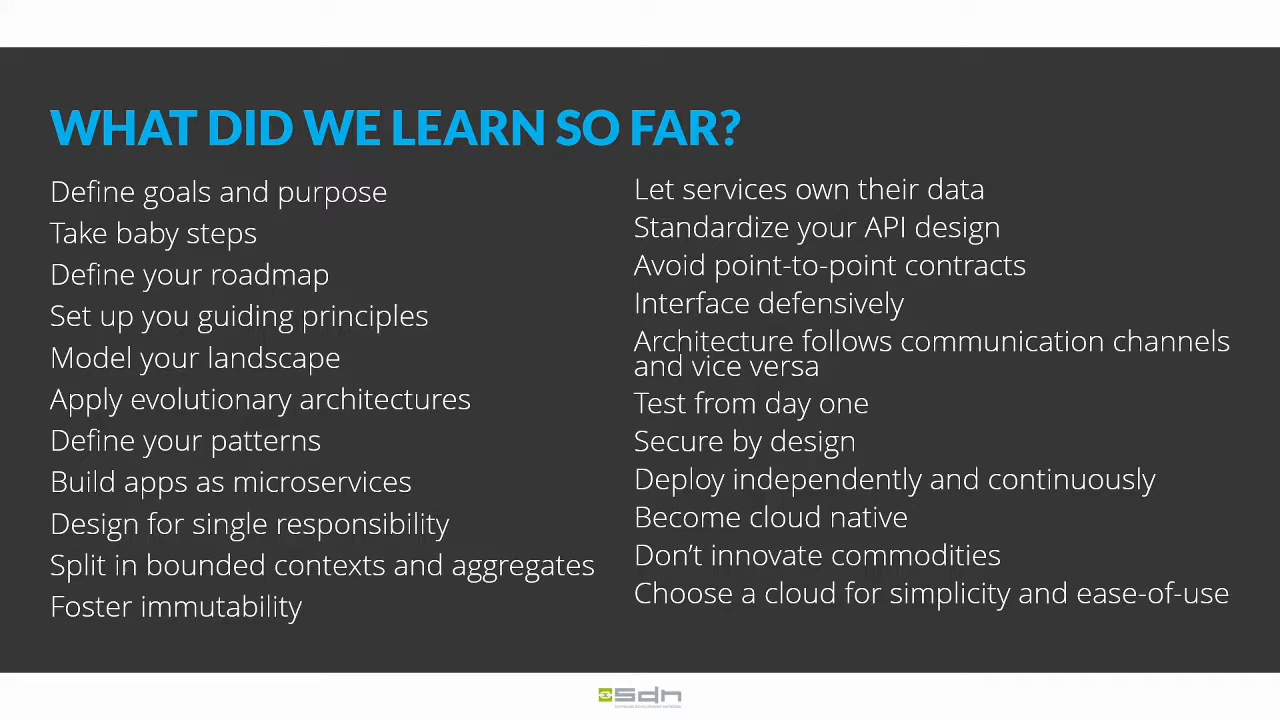 WHAT DID WE LEARN SO FAR?
Define goals and purpose
Take baby steps
Define your roadmap
Set up you guiding principles
Model your landscape
Apply evolutionary architectures
Define your patterns
Build apps as microservices
Design for single responsibility
Split in bounded contexts and aggregates
Foster immutability
Let services own their data
Standardize your API design
Avoid point-to-point contracts
Interface defensively
Architecture follows communication channels
and vice versa
Test from day one
Secure by design
Deploy independently and continuously
Become cloud native
Don’t innovate commodities
Choose a cloud for simplicity and ease-of-use
sdn
SOFTWARE DEVELOPMENT NETWORK